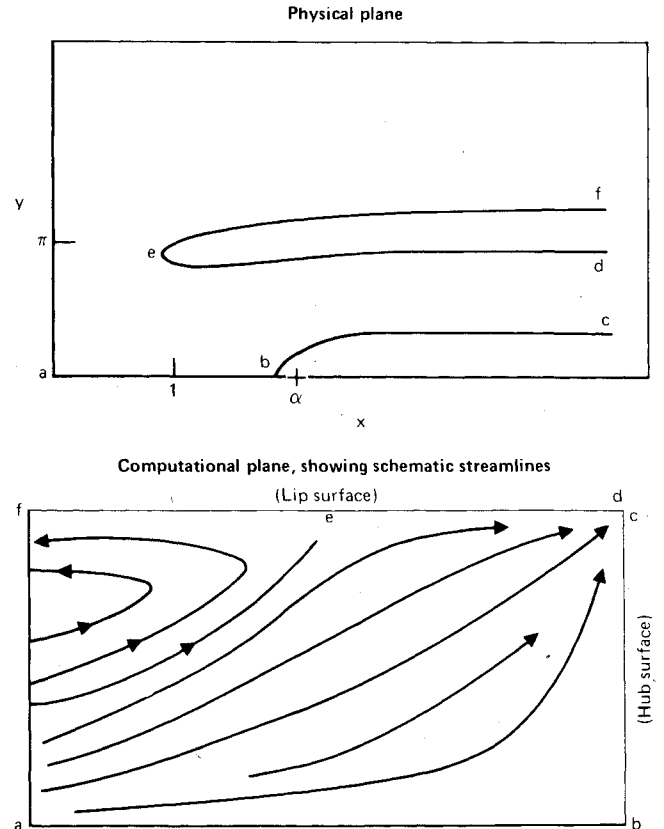 Physical plane
f
y
π
e
d
c
b
a
1
α
x
Computational plane, showing schematic streamlines
(Lip surface)
f
e
d
c
(Hub surface)
a
b